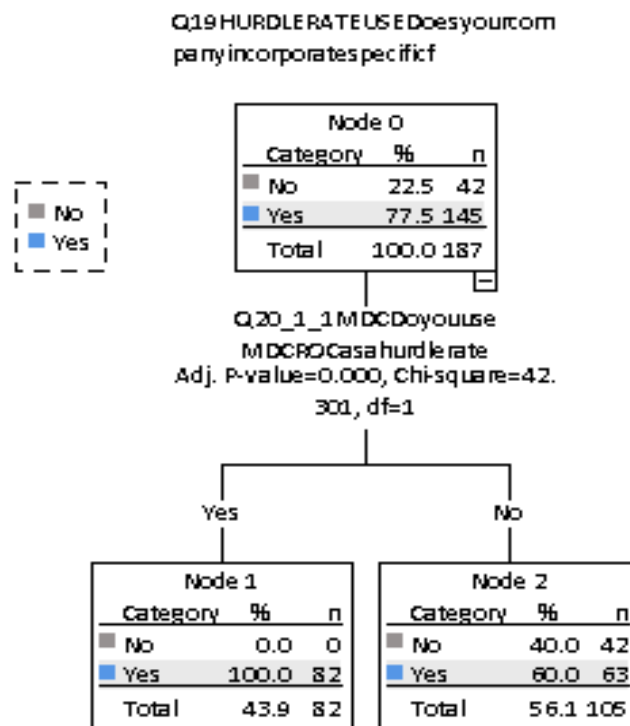 Q19HURDLERATEUSEDoesyourcom
panyincorporatespecificf
Node 0
Category % n
No 22.5 42
Yes 77.5 145
Total 100.0 187
No
Yes
Q20_1_1MDCDoyouuse
MDCROCasahurdlerate
Adj. P-value=0.000, Chi-square=42.
301, df=1
Yes
No
Node 1
Category % n
No 0.0 0
Yes 100.0 82
Total 43.9 82
Node 2
Category % n
No 40.0 42
Yes 60.0 63
Total 56.1 105